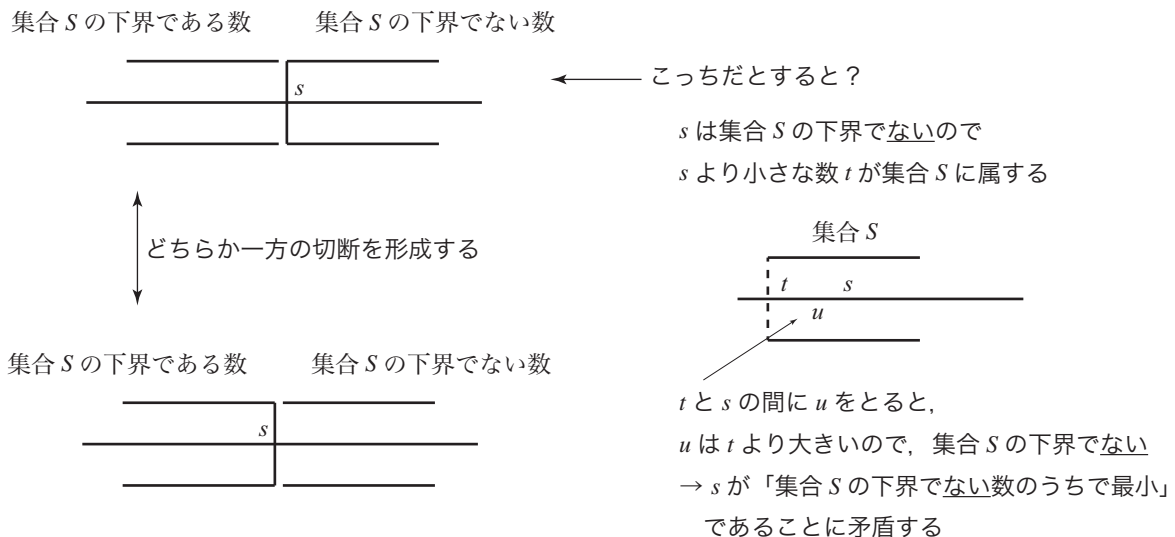 集合 S の下界である数
集合 S の下界でない数
s
こっちだとすると？
s は集合 S の下界でないので
s より小さな数 t が集合 S に属する
どちらか一方の切断を形成する
集合 S
t
s
u
集合 S の下界である数
集合 S の下界でない数
s
t と s の間に u をとると，
u は t より大きいので，集合 S の下界でない
→ s が「集合 S の下界でない数のうちで最小」
であることに矛盾する